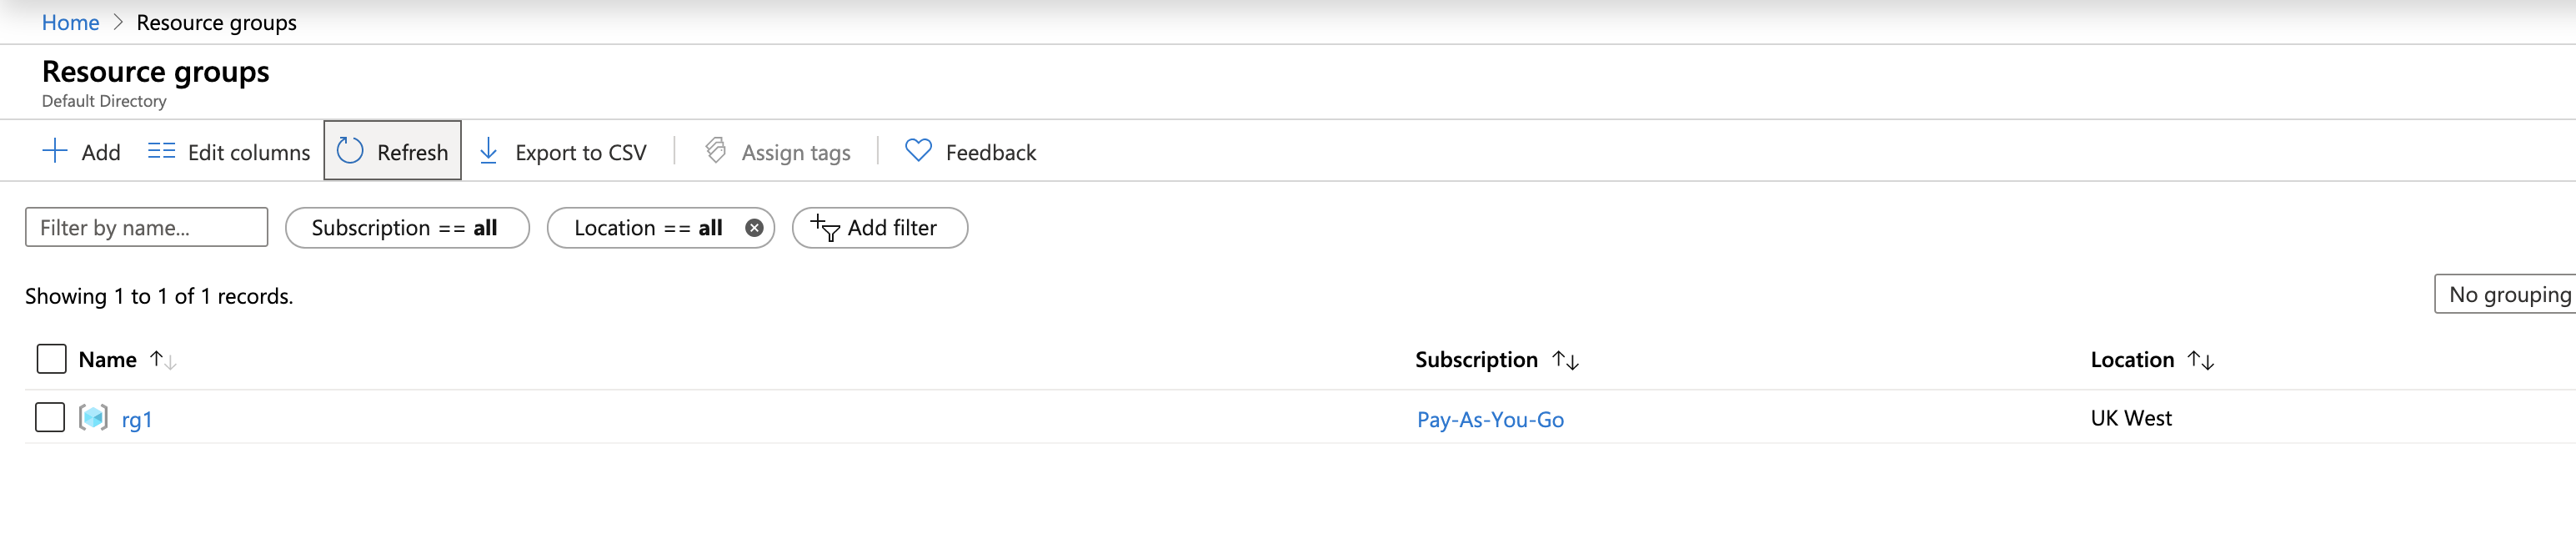 Home > Resource groups
Resource groups
Default Directory
Add Edit columns Refresh Export to CSV Assign tags Feedback
Filter by name... Subscription == all Location == all Add filter
Showing 1 to 1 of 1 records. No grouping
Name Subscription Location
rg1 Pay-As-You-Go UK West